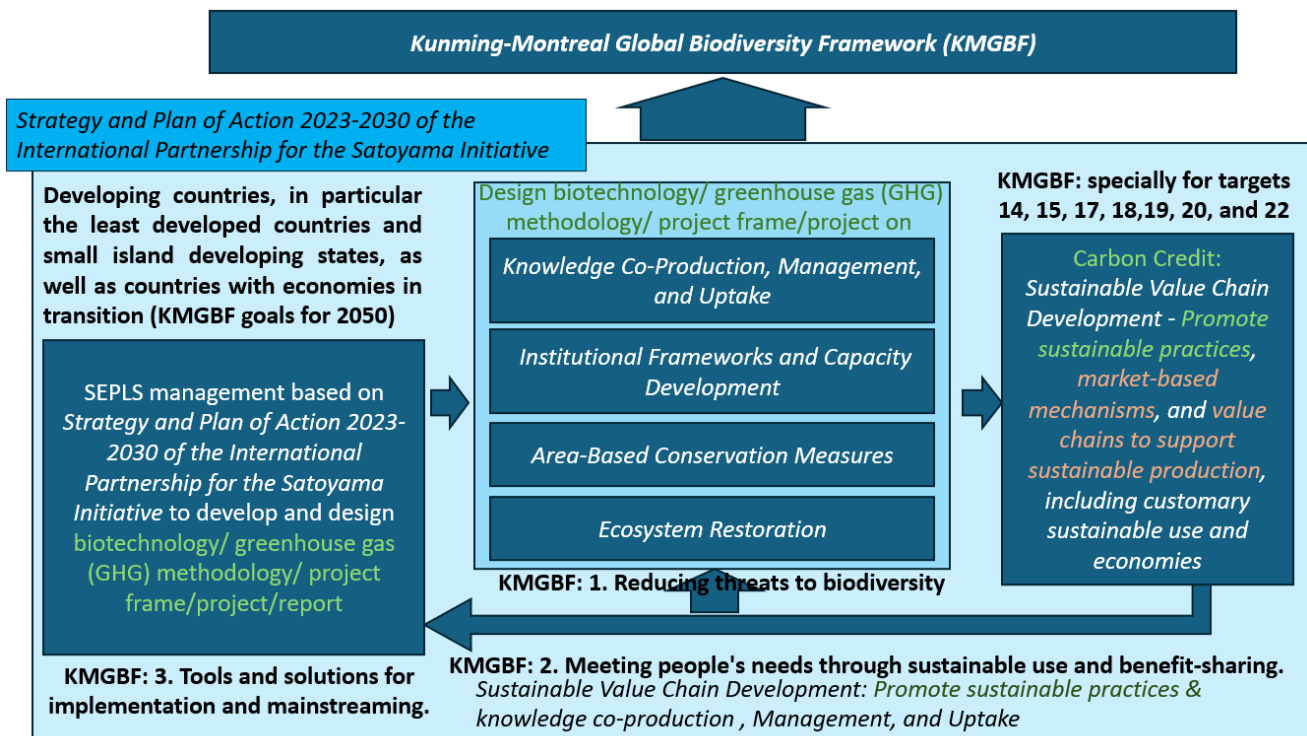 Kunming-Montreal Global Biodiversity Framework (KMGBF)
Strategy and Plan of Action 2023-2030 of the
International Partnership for the Satoyama Initiative
Developing countries, in particular
the least developed countries and
small island developing states, as
well as countries with economies in
transition (KMGBF goals for 2050)
SEPLS management based on
Strategy and Plan of Action 2023-
2030 of the International
Partnership for the Satoyama
Initiative to develop and design
biotechnology/ greenhouse gas
(GHG) methodology/ project
frame/project/report
KMGBF: 3. Tools and solutions for
implementation and mainstreaming.
Design biotechnology/ greenhouse gas (GHG)
methodology/ project frame/project on
Knowledge Co-Production, Management,
and Uptake
Institutional Frameworks and Capacity
Development
Area-Based Conservation Measures
Ecosystem Restoration
KMGBF: 1. Reducing threats to biodiversity
KMGBF: specially for targets
14, 15, 17, 18,19, 20, and 22
Carbon Credit:
Sustainable Value Chain
Development - Promote
sustainable practices,
market-based
mechanisms, and value
chains to support
sustainable production,
including customary
sustainable use and
economies
KMGBF: 2. Meeting people's needs through sustainable use and benefit-sharing.
Sustainable Value Chain Development: Promote sustainable practices &
knowledge co-production , Management, and Uptake